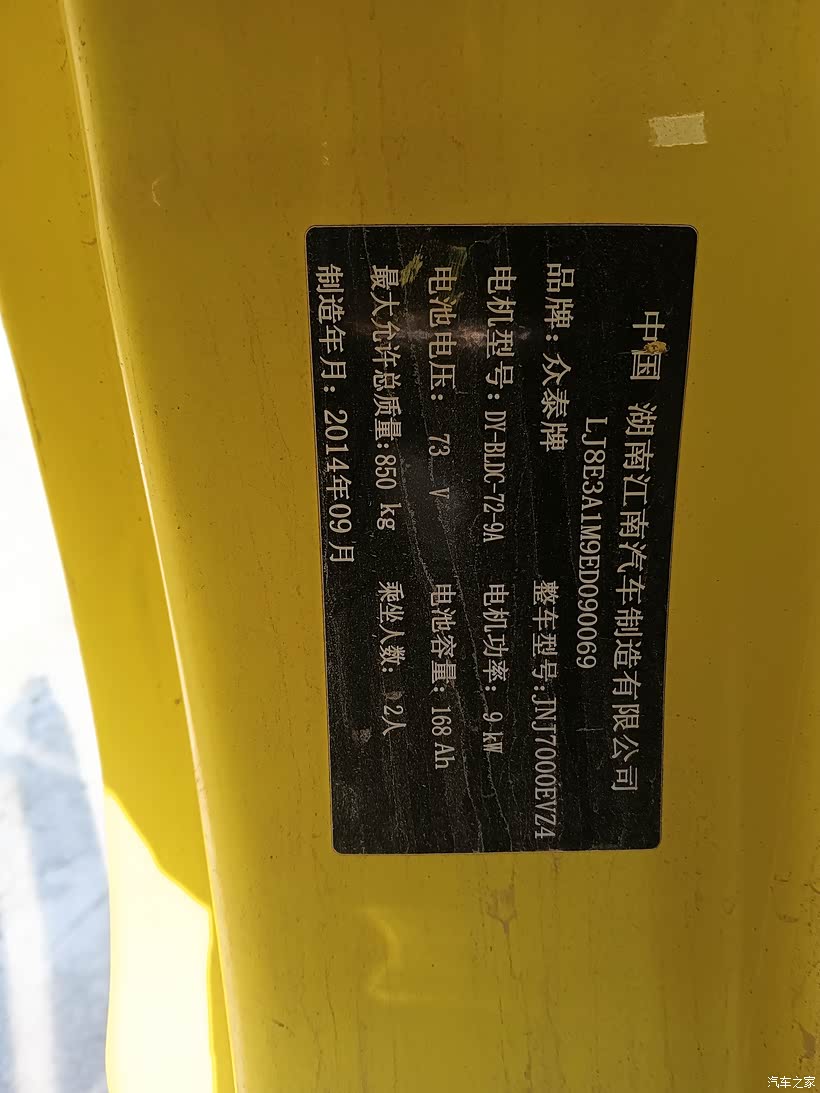 中国 湖南江南汽车制造有限公司
LJ8E3A1M9ED090069
品牌：众泰牌 整车型号:JNJ7000EVZ4
电机型号：DY-BLDC-72-9A 电机功率： 9 kW
电池电压： 73 V 电池容量：168 Ah
最大允许总质量:850 kg 乘坐人数： 2人
制造年月：2014年09月
汽车之家